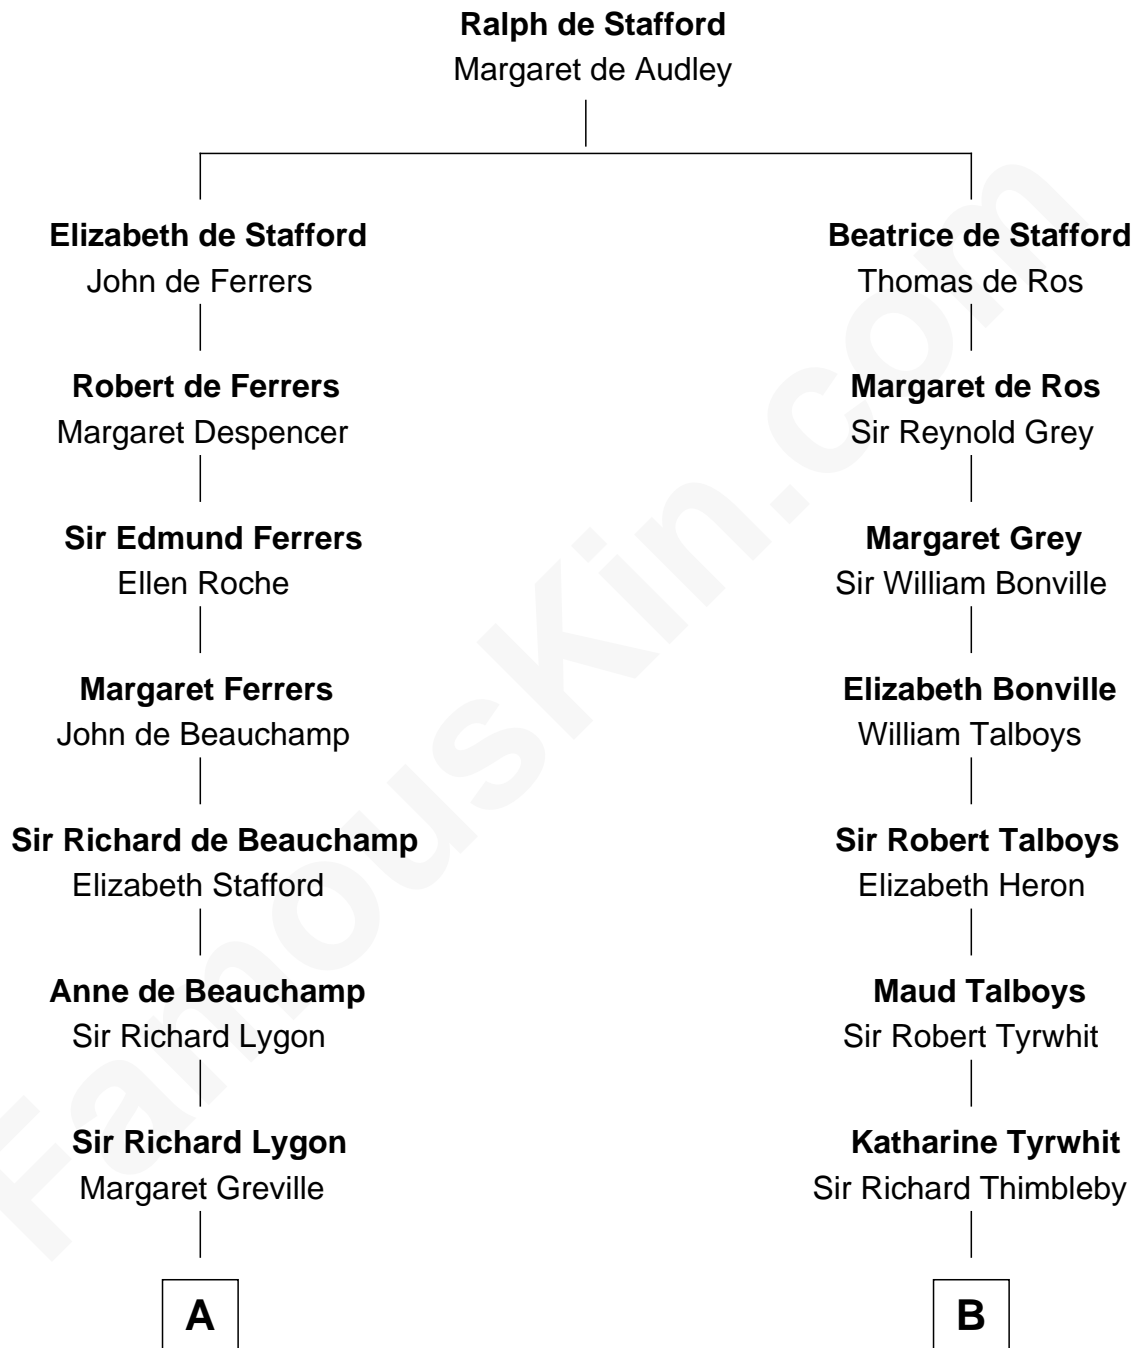 Ralph de Stafford
Margaret de Audley
Elizabeth de Stafford
John de Ferrers
Beatrice de Stafford
Thomas de Ros
Robert de Ferrers
Margaret Despencer
Margaret de Ros
Sir Reynold Grey
Sir Edmund Ferrers
Ellen Roche
Margaret Grey
Sir William Bonville
Margaret Ferrers
John de Beauchamp
Elizabeth Bonville
William Talboys
Sir Richard de Beauchamp
Elizabeth Stafford
Sir Robert Talboys
Elizabeth Heron
Anne de Beauchamp
Sir Richard Lygon
Maud Talboys
Sir Robert Tyrwhit
Sir Richard Lygon
Margaret Greville
Katharine Tyrwhit
Sir Richard Thimbleby
A
B
FamousKin.com